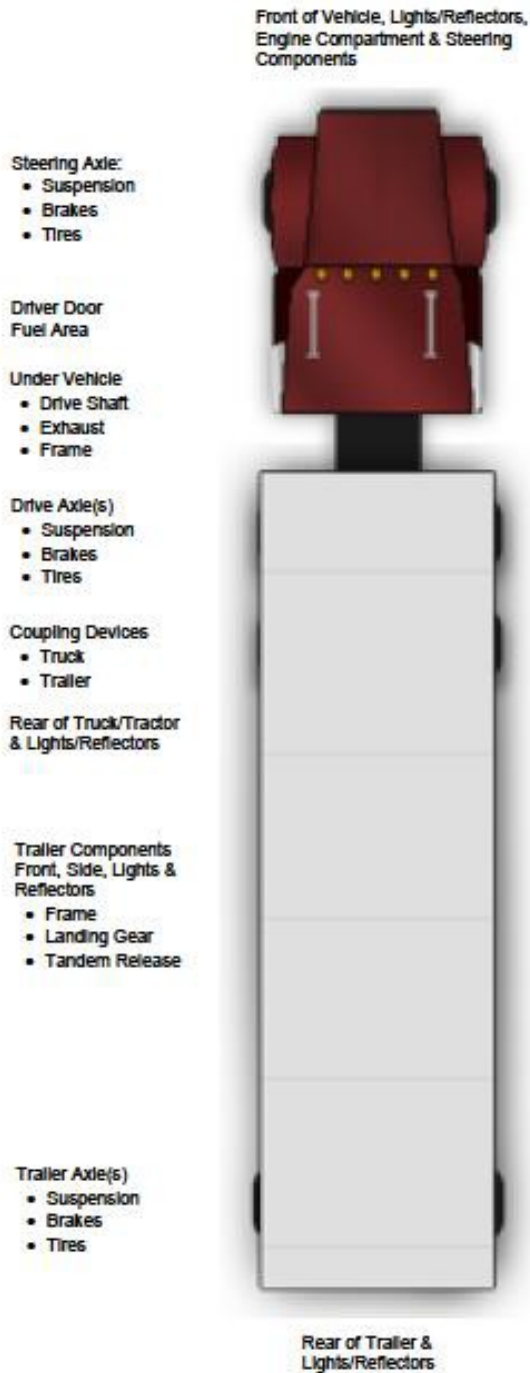 Front of Vehicle, Lights/Reflectors,
Engine Compartment & Steering
Components
Steering Axle:
• Suspension
• Brakes
• Tires
Driver Door
Fuel Area
Under Vehicle
• Drive Shaft
• Exhaust
• Frame
Drive Axle(s)
• Suspension
• Brakes
• Tires
Coupling Devices
• Truck
• Trailer
Rear of Truck/Tractor
& Lights/Reflectors
Trailer Components
Front, Side, Lights &
Reflectors
• Frame
• Landing Gear
• Tandem Release
Trailer Axle(s)
• Suspension
• Brakes
• Tires
Rear of Trailer &
Lights/Reflectors